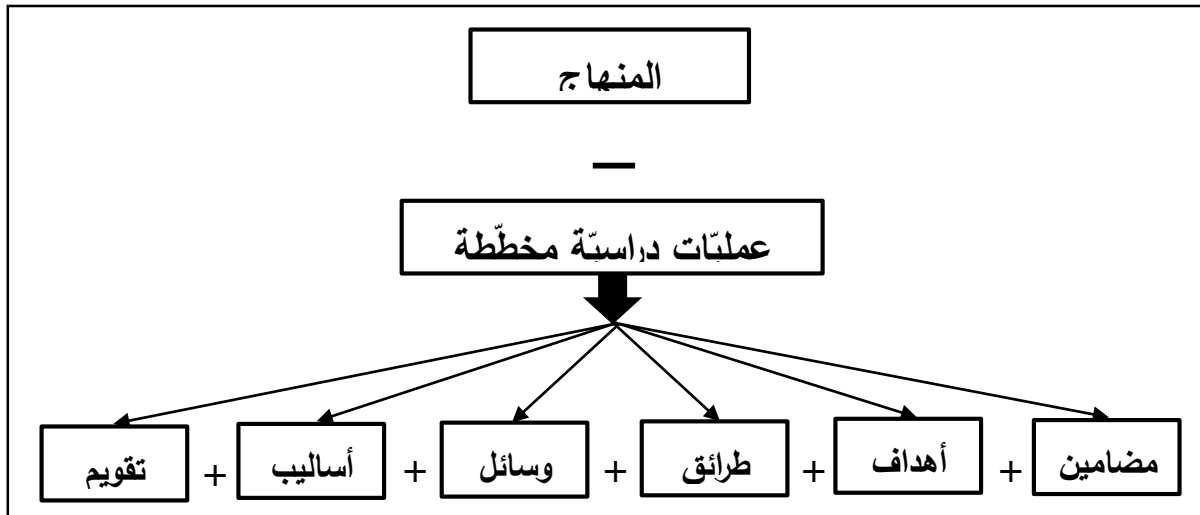 المنهاج
عمليّات دراسيّة مخطّطة
مضامين + أهداف + طرائق + وسائل + أساليب + تقويم